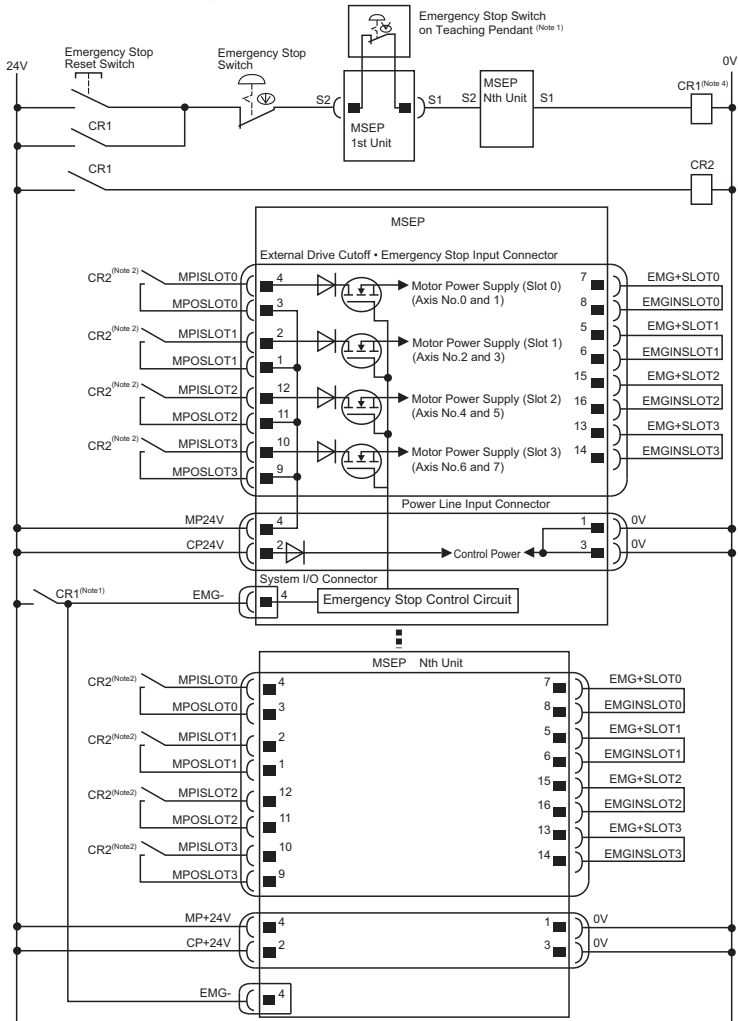 Emergency Stop Switch
on Teaching Pendant (Note 1)
Emergency Stop
Reset Switch
Emergency Stop
Switch
24V
0V
S2
S1
S2
S1
MSEP
1st Unit
MSEP
Nth Unit
CR1(Note 4)
CR1
CR1
CR2
MSEP
External Drive Cutoff • Emergency Stop Input Connector
CR2(Note 2)
MPISLOT0
4
MPOSLOT0
3
Motor Power Supply (Slot 0)
(Axis No.0 and 1)
7
EMG+SLOT0
8
EMGINSLOT0
CR2(Note 2)
MPISLOT1
2
MPOSLOT1
1
Motor Power Supply (Slot 1)
(Axis No.2 and 3)
5
EMG+SLOT1
6
EMGINSLOT1
CR2(Note 2)
MPISLOT2
12
MPOSLOT2
11
Motor Power Supply (Slot 2)
(Axis No.4 and 5)
15
EMG+SLOT2
16
EMGINSLOT2
CR2(Note 2)
MPISLOT3
10
MPOSLOT3
9
Motor Power Supply (Slot 3)
(Axis No.6 and 7)
13
EMG+SLOT3
14
EMGINSLOT3
Power Line Input Connector
MP24V
4
1
0V
CP24V
2
Control Power
3
0V
System I/O Connector
CR1(Note1)
EMG-
4
Emergency Stop Control Circuit
MSEP Nth Unit
CR2(Note2)
MPISLOT0
4
MPOSLOT0
3
7
EMG+SLOT0
8
EMGINSLOT0
CR2(Note2)
MPISLOT1
2
MPOSLOT1
1
5
EMG+SLOT1
6
EMGINSLOT1
CR2(Note2)
MPISLOT2
12
MPOSLOT2
11
15
EMG+SLOT2
16
EMGINSLOT2
CR2(Note2)
MPISLOT3
10
MPOSLOT3
9
13
EMG+SLOT3
14
EMGINSLOT3
MP+24V
4
1
0V
CP+24V
2
3
0V
EMG-
4